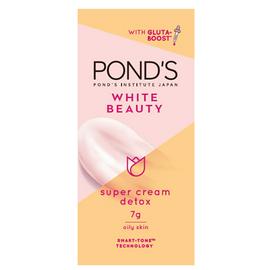 WITH GLUTA-
BOOST
POND'S
POND'S INSTITUTE JAPAN
WHITE
BEAUTY
super cream
detox
7g
oily skin
SMART-TONE™
TECHNOLOGY